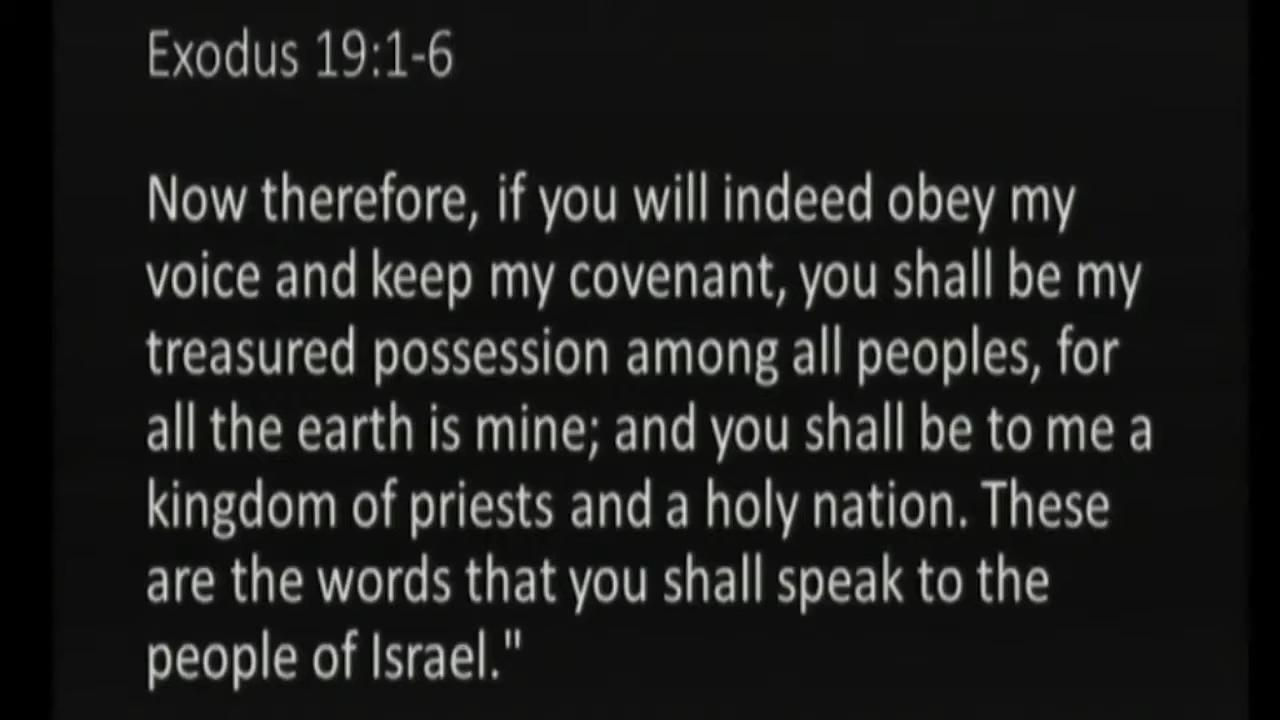 Exodus 19:1-6
Now therefore, if you will indeed obey my
voice and keep my covenant, you shall be my
treasured possession among all peoples, for
all the earth is mine; and you shall be to me a
kingdom of priests and a holy nation. These
are the words that you shall speak to the
people of Israel."